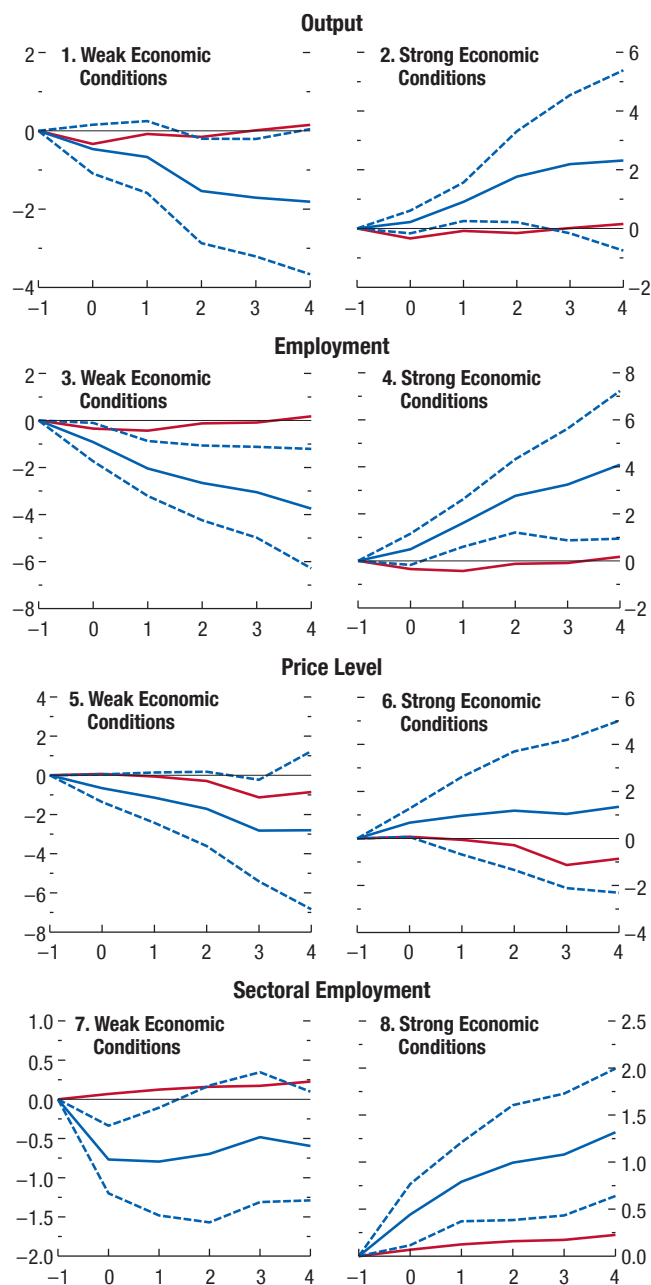 Output
1. Weak Economic
Conditions
2
0
−2
−4
−1 0 1 2 3 4
2. Strong Economic
Conditions
6
4
2
0
−2
−1 0 1 2 3 4
Employment
3. Weak Economic
Conditions
2
0
−2
−4
−6
−8
−1 0 1 2 3 4
4. Strong Economic
Conditions
8
6
4
2
0
−2
−1 0 1 2 3 4
Price Level
5. Weak Economic
Conditions
4
2
0
−2
−4
−6
−8
−1 0 1 2 3 4
6. Strong Economic
Conditions
6
4
2
0
−2
−4
−1 0 1 2 3 4
Sectoral Employment
7. Weak Economic
Conditions
1.0
0.5
0.0
−0.5
−1.0
−1.5
−2.0
−1 0 1 2 3 4
8. Strong Economic
Conditions
2.5
2.0
1.5
1.0
0.5
0.0
−1 0 1 2 3 4